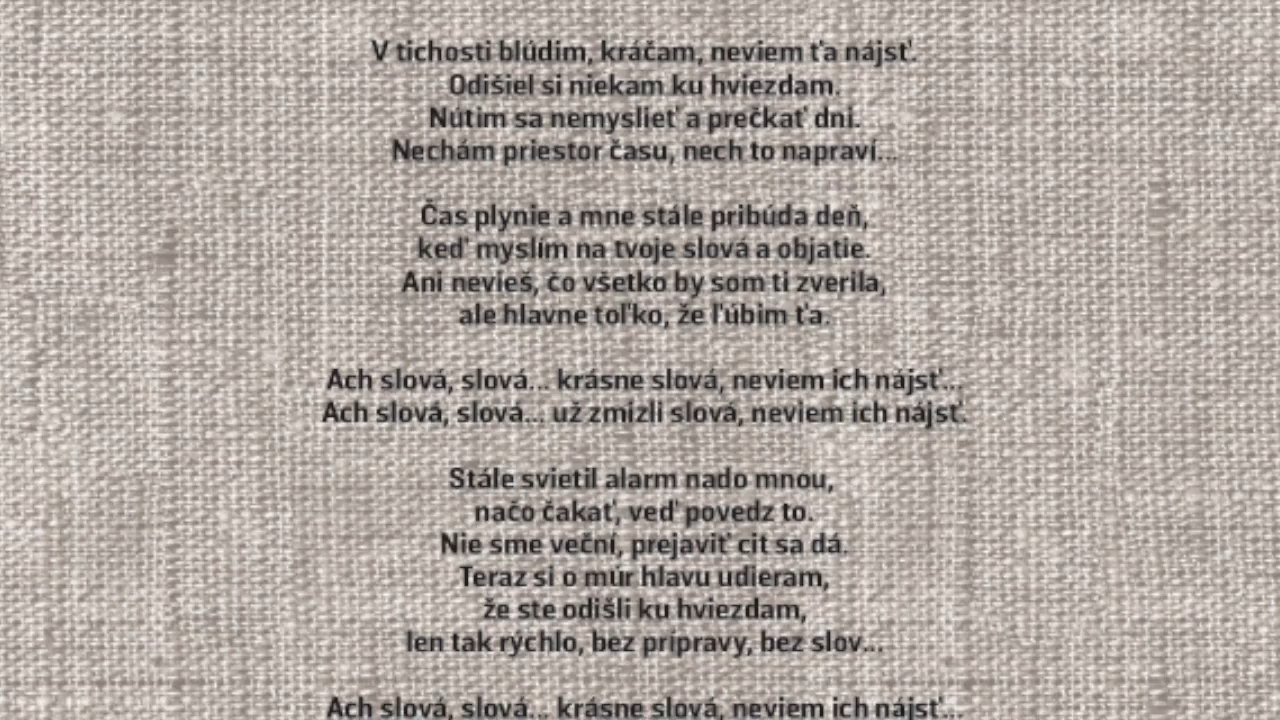 V tichosti blúdim, kráčam, neviem ťa nájsť.
Odišiel si niekam ku hviezdam.
Nútim sa nemyslieť a prečkať dni.
Nechám priestor času, nech to napraví...
Čas plynie a mne stále pribúda deň,
keď myslím na tvoje slová a objatie.
Ani nevieš, čo všetko by som ti zverila,
ale hlavne toľko, že ľúbim ťa.
Ach slová, slová... krásne slová, neviem ich nájsť...
Ach slová, slová... už zmizli slová, neviem ich nájsť.
Stále svietil alarm nado mnou,
načo čakať, veď povedz to.
Nie sme veční, prejaviť cit sa dá.
Teraz si o múr hlavu udieram,
že ste odišli ku hviezdam,
len tak rýchlo, bez prípravy, bez slov...
Ach slová, slová... krásne slová, neviem ich nájsť...